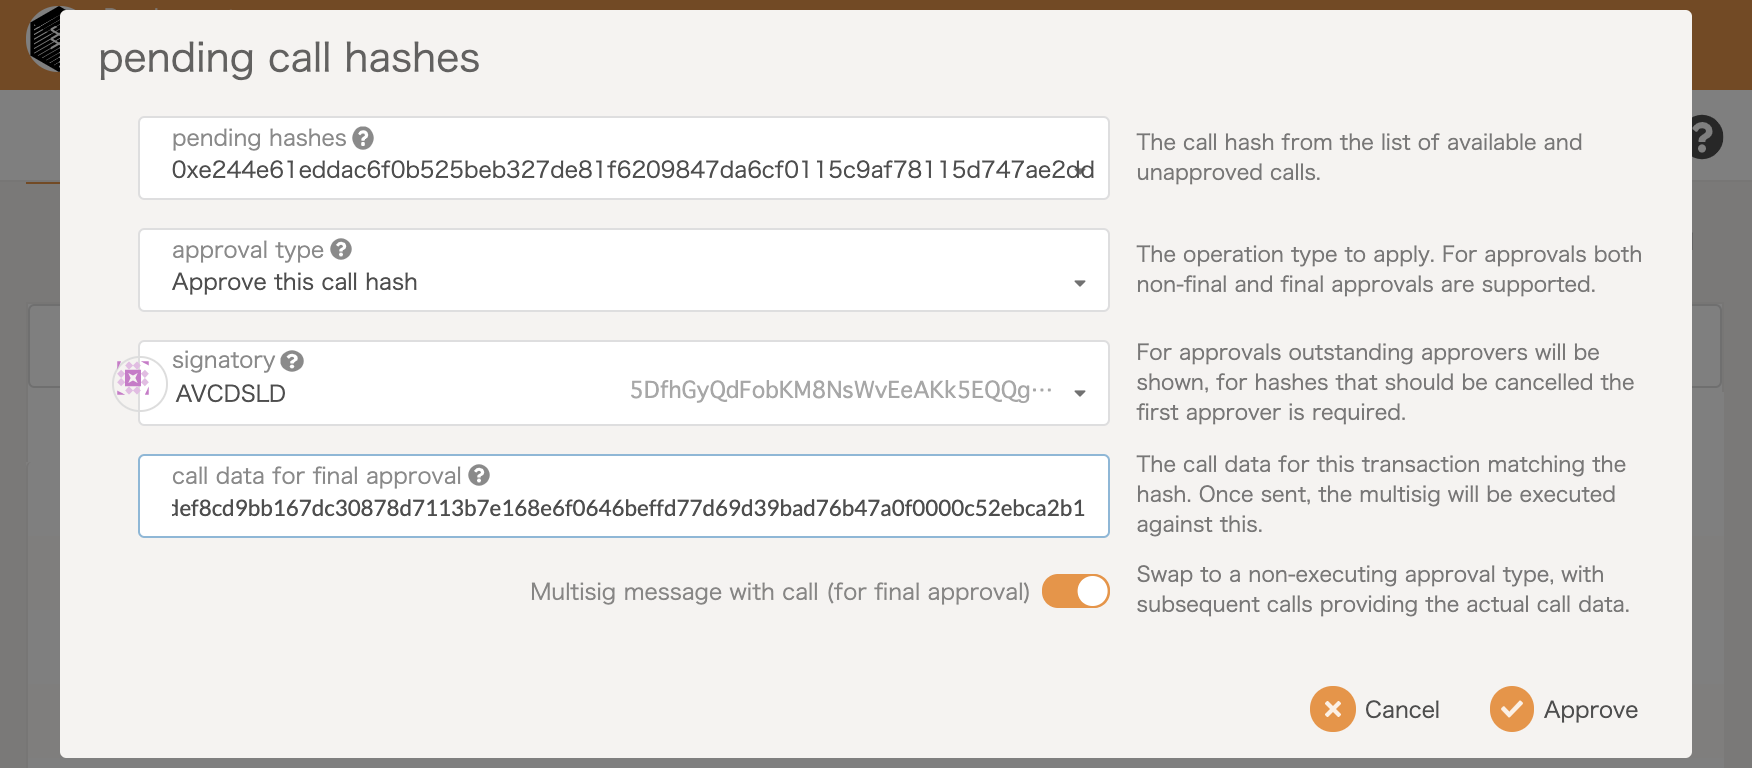 pending call hashes
pending hashes
0xe244e61eddac6f0b525beb327de81f6209847da6cf0115c9af78115d747ae2dd
The call hash from the list of available and
unapproved calls.
approval type
Approve this call hash
The operation type to apply. For approvals both
non-final and final approvals are supported.
signatory
AVCDSLD 5DfhGyQdFobKM8NsWvEeAKk5EQQg…
For approvals outstanding approvers will be
shown, for hashes that should be cancelled the
first approver is required.
call data for final approval
def8cd9bb167dc30878d7113b7e168e6f0646beffd77d69d39bad76b47a0f0000c52ebca2b1
The call data for this transaction matching the
hash. Once sent, the multisig will be executed
against this.
Multisig message with call (for final approval)
Swap to a non-executing approval type, with
subsequent calls providing the actual call data.
Cancel
Approve